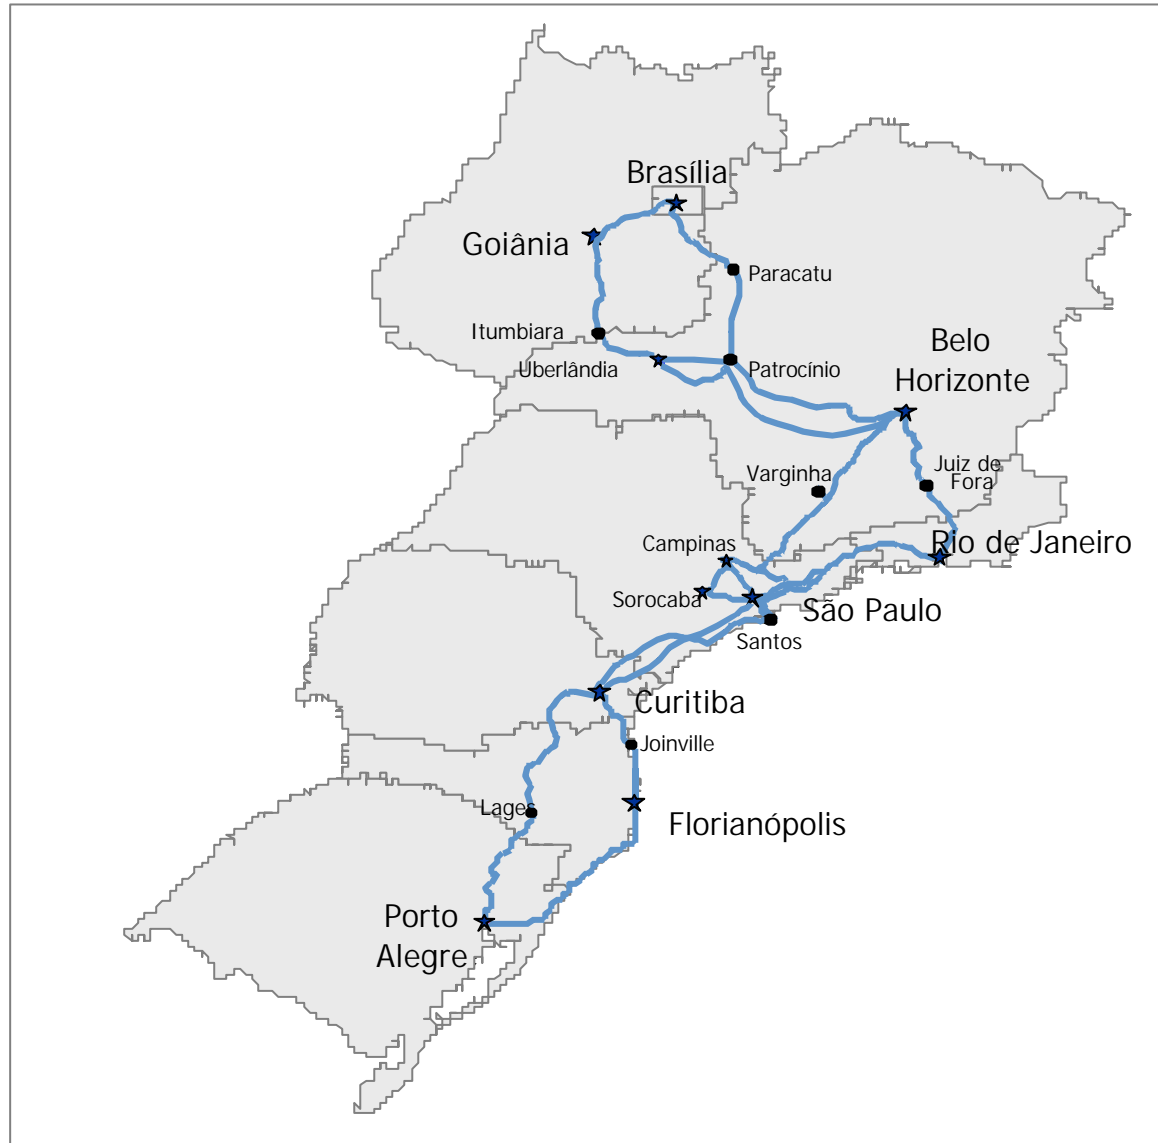 Brasília
Goiânia
Paracatu
Itumbiara
Uberlândia
Patrocínio
Belo
Horizonte
Varginha
Juiz de
Fora
Campinas
Rio de Janeiro
Sorocaba
São Paulo
Santos
Curitiba
Joinville
Lages
Florianópolis
Porto
Alegre